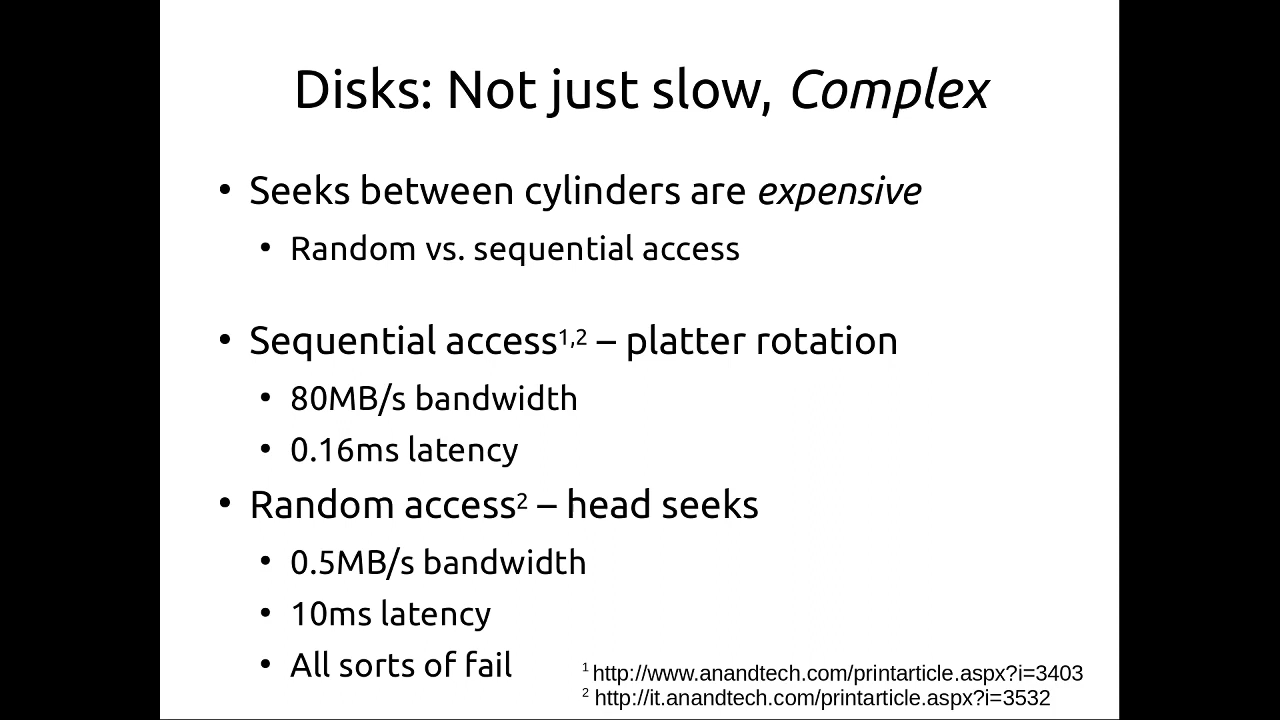 Disks: Not just slow, Complex
• Seeks between cylinders are expensive
• Random vs. sequential access
• Sequential access1,2 – platter rotation
• 80MB/s bandwidth
• 0.16ms latency
• Random access2 – head seeks
• 0.5MB/s bandwidth
• 10ms latency
• All sorts of fail
1 http://www.anandtech.com/printarticle.aspx?i=3403
2 http://it.anandtech.com/printarticle.aspx?i=3532